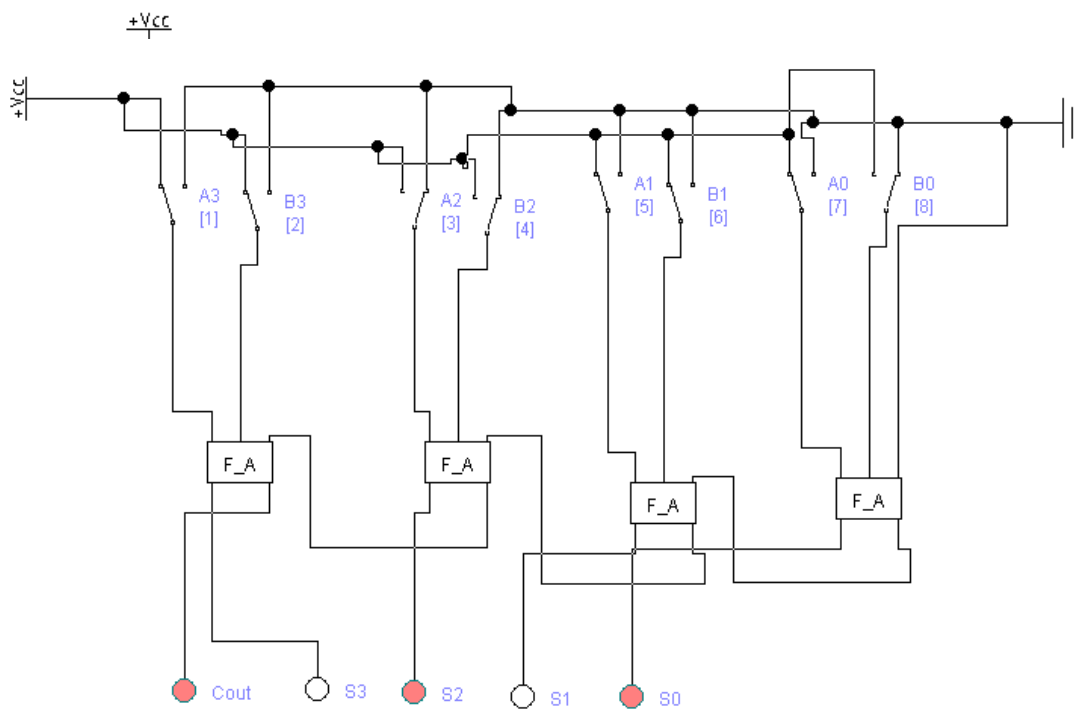 +Vcc
+Vcc
A3
[1]
B3
[2]
A2
[3]
B2
[4]
A1
[5]
B1
[6]
A0
[7]
B0
[8]
F_A
F_A
F_A
F_A
Cout
S3
S2
S1
S0